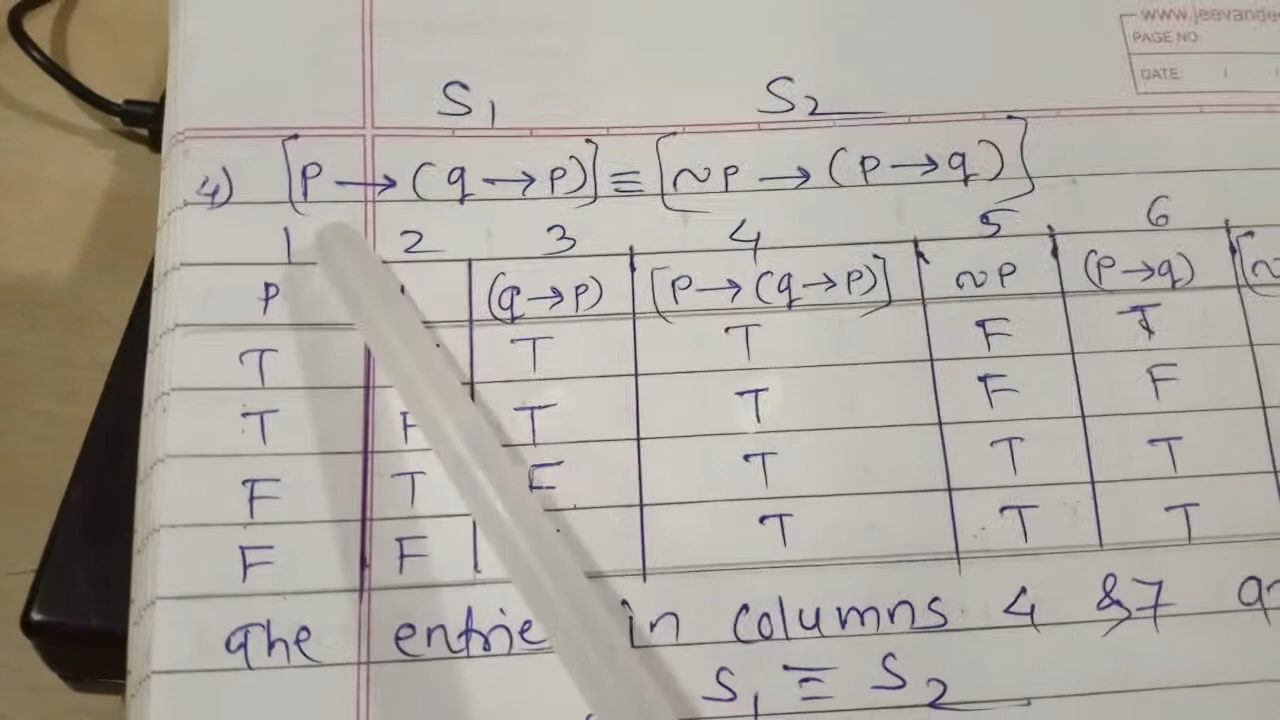 www.jeevandee
PAGE NO
DATE / /
S1 S2
4) [P → (q → P)] ≡ [~P → (P → q)]
1 2 3 4 5 6
P (q → P) [P → (q → P)] ~P (P → q) [~
T T T F T
T F T T F F
F T F T T T
F F T T T
The entrie in columns 4 & 7
S1 ≡ S2